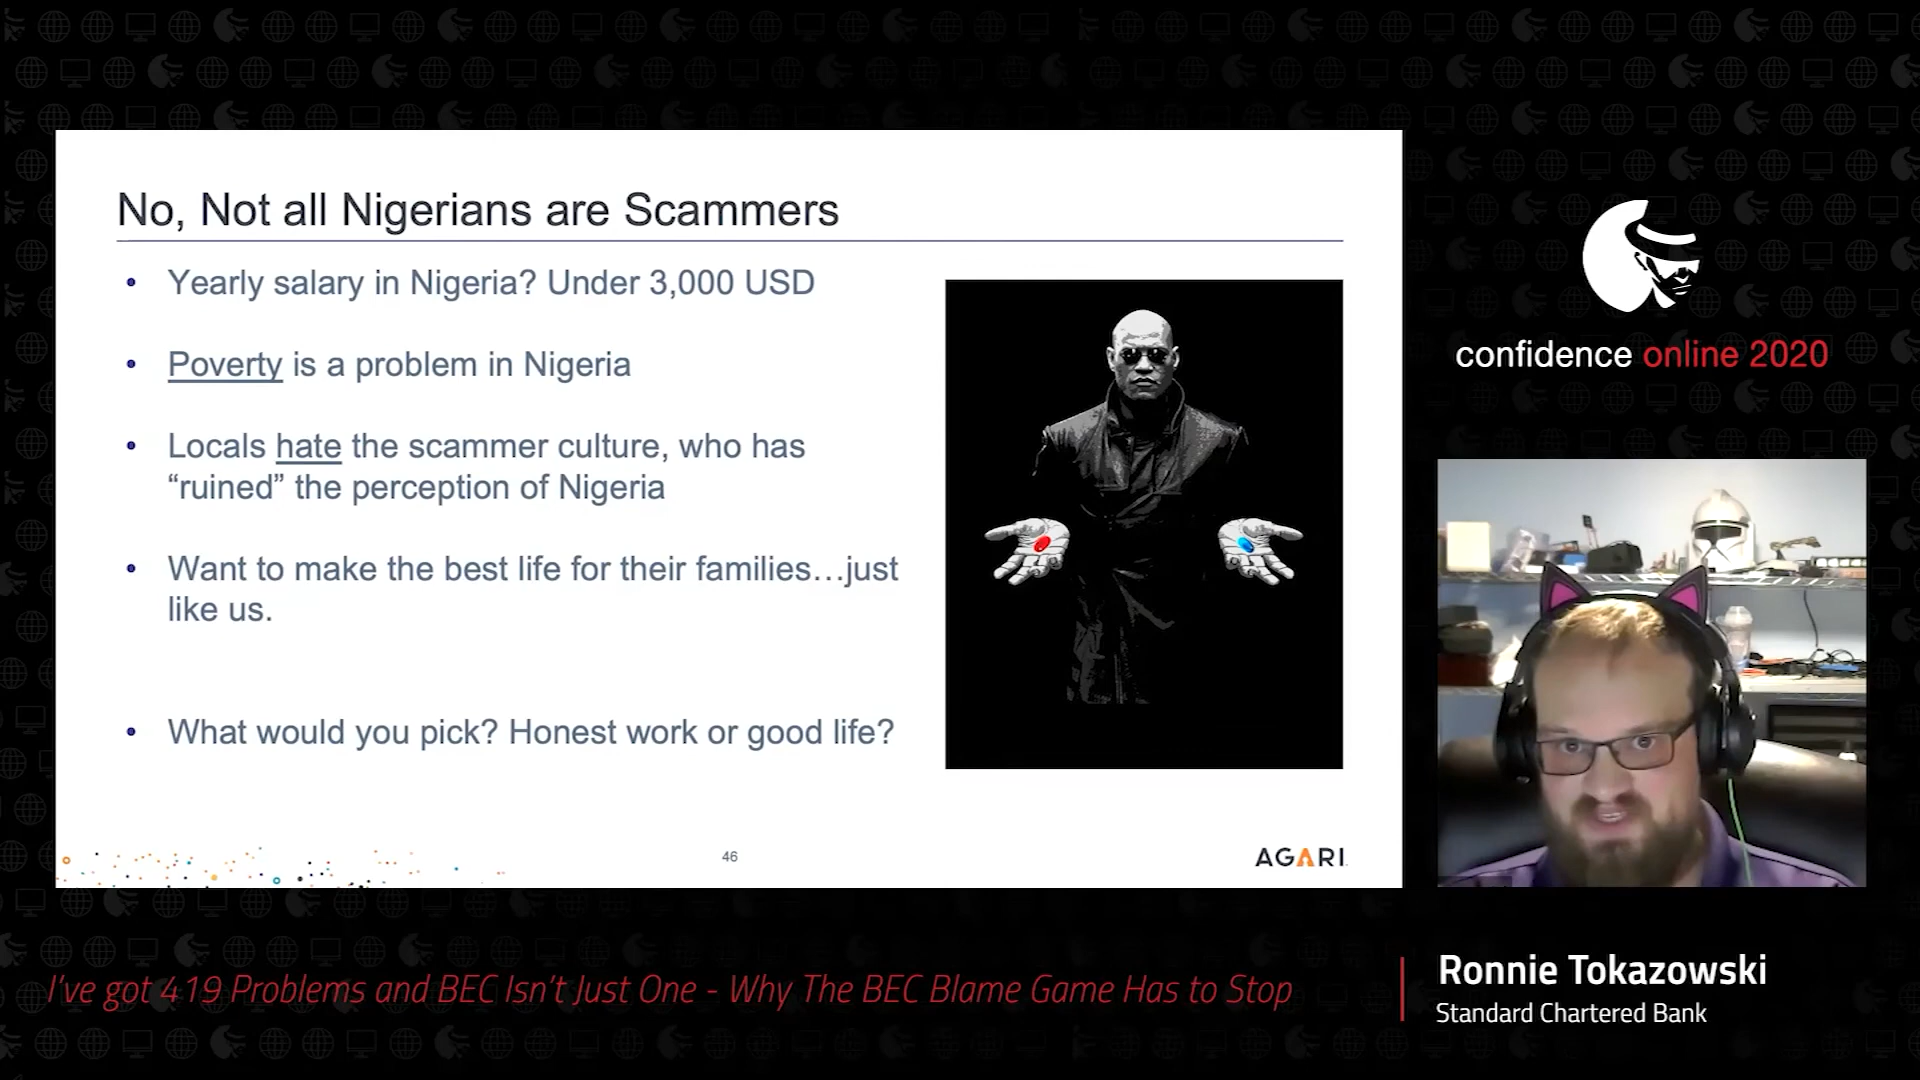 No, Not all Nigerians are Scammers
• Yearly salary in Nigeria? Under 3,000 USD
• Poverty is a problem in Nigeria
• Locals hate the scammer culture, who has
“ruined” the perception of Nigeria
• Want to make the best life for their families…just
like us.
• What would you pick? Honest work or good life?
46
AGARI
confidence online 2020
I've got 419 Problems and BEC Isn't Just One - Why The BEC Blame Game Has to Stop
Ronnie Tokazowski
Standard Chartered Bank